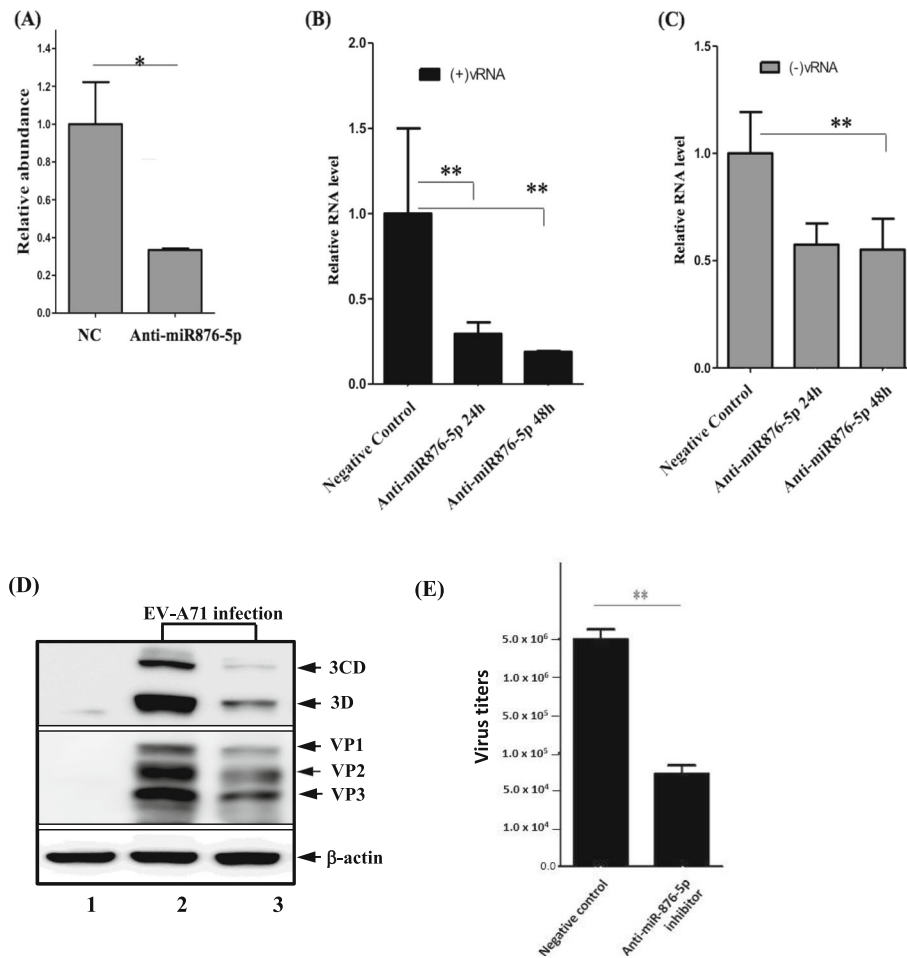 (A)
Relative abundance
1.4
1.2
1.0
0.8
0.6
0.4
0.2
0.0
*
NC
Anti-miR876-5p
(B)
Relative RNA level
2.0
1.5
1.0
0.5
0.0
(+)vRNA
**
**
Negative Control
Anti-miR876-5p 24h
Anti-miR876-5p 48h
(C)
Relative RNA level
1.5
1.0
0.5
0.0
(-)vRNA
**
Negative Control
Anti-miR876-5p 24h
Anti-miR876-5p 48h
(D)
EV-A71 infection
3CD
3D
VP1
VP2
VP3
β-actin
1 2 3
(E)
Virus titers
5.0 x 10⁶
1.0 x 10⁶
5.0 x 10⁵
1.0 x 10⁵
5.0 x 10⁴
1.0 x 10⁴
0.0
**
Negative control
Anti-miR-876-5p
inhibitor